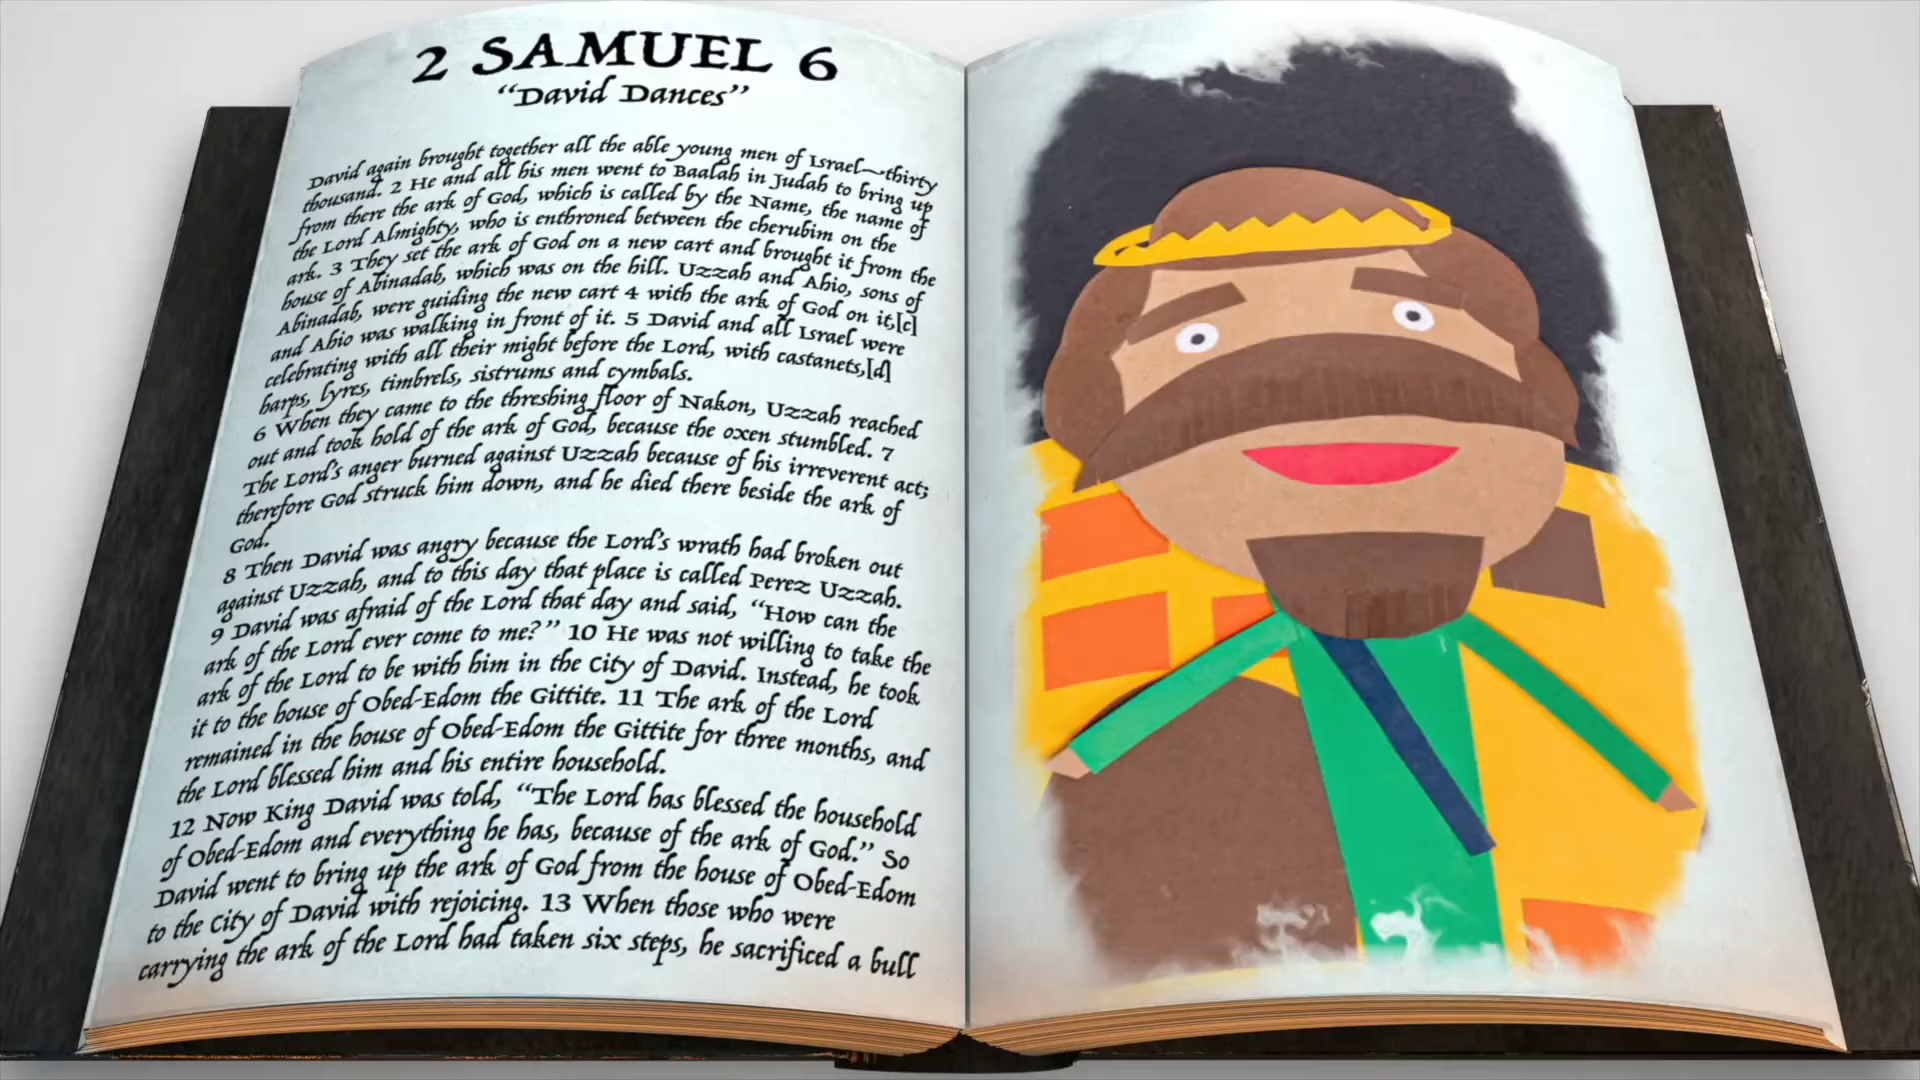 2 SAMUEL 6
“David Dances”
David again brought together all the able young men of Israel—thirty
thousand. 2 He and all his men went to Baalah in Judah to bring up
from there the ark of God, which is called by the Name, the name of
the Lord Almighty, who is enthroned between the cherubim on the
ark. 3 They set the ark of God on a new cart and brought it from the
house of Abinadab, which was on the hill. Uzzah and Ahio, sons of
Abinadab, were guiding the new cart 4 with the ark of God on it,[c]
and Ahio was walking in front of it. 5 David and all Israel were
celebrating with all their might before the Lord, with castanets,[d]
harps, lyres, timbrels, sistrums and cymbals.
6 When they came to the threshing floor of Nakon, Uzzah reached
out and took hold of the ark of God, because the oxen stumbled. 7
The Lord’s anger burned against Uzzah because of his irreverent act;
therefore God struck him down, and he died there beside the ark of
God.
8 Then David was angry because the Lord’s wrath had broken out
against Uzzah, and to this day that place is called Perez Uzzah.
9 David was afraid of the Lord that day and said, “How can the
ark of the Lord ever come to me?” 10 He was not willing to take the
ark of the Lord to be with him in the City of David. Instead, he took
it to the house of Obed-Edom the Gittite. 11 The ark of the Lord
remained in the house of Obed-Edom the Gittite for three months, and
the Lord blessed him and his entire household.
12 Now King David was told, “The Lord has blessed the household
of Obed-Edom and everything he has, because of the ark of God.” So
David went to bring up the ark of God from the house of Obed-Edom
to the City of David with rejoicing. 13 When those who were
carrying the ark of the Lord had taken six steps, he sacrificed a bull